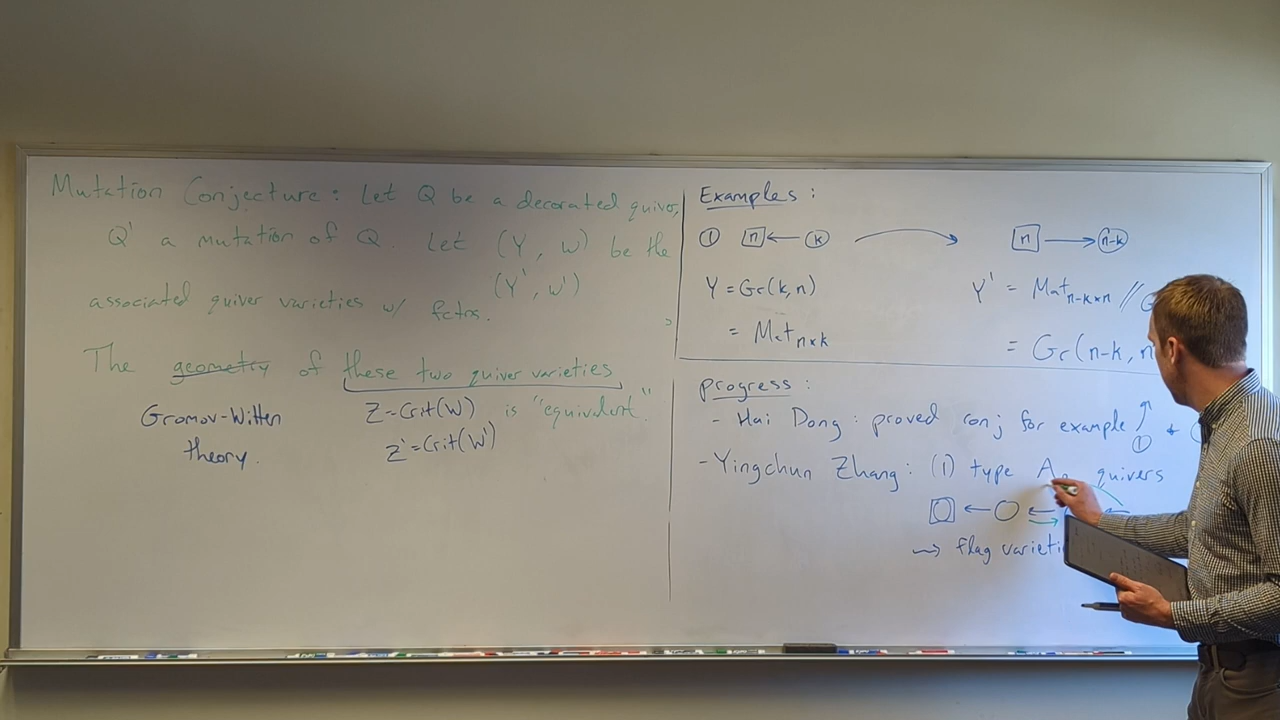 Mutation Conjecture: Let Q be a decorated quiver,
Q' a mutation of Q. Let (Y, W) be the
(Y', W')
associated quiver varieties w/ fctns.
The geometry of these two quiver varieties
Z=Crit(W) is "equivalent".
Z'=Crit(W')
Gromov-Witten
theory.
Examples:
① n ← k n → n-k
Y = Gr(k,n) Y' = Mat n-k×n //
= Mat n×k = Gr(n-k, n
progress:
- Hai Dong: proved conj for example ① +
- Yingchun Zhang: (1) type An quivers
⇝ flag varieti